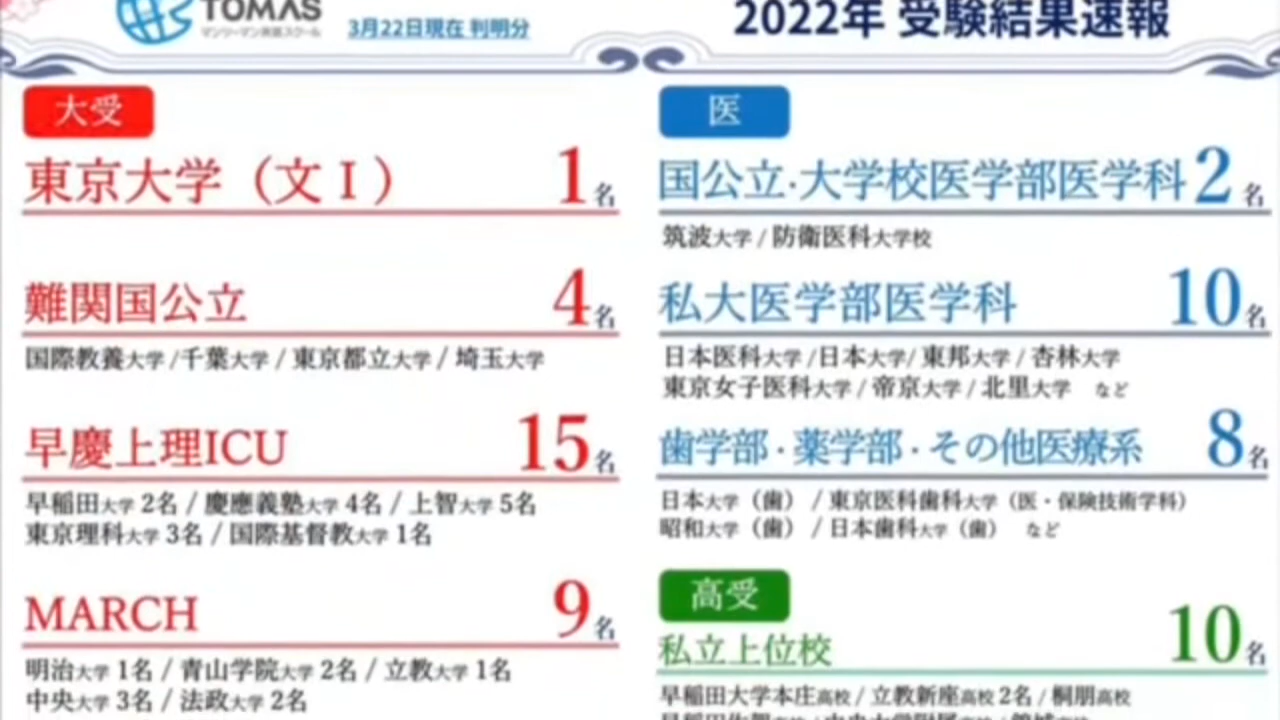 TOMAS
マンツーマン英語スクール
3月22日現在 判明分
2022年 受験結果速報
大受
東京大学（文Ⅰ） 1名
難関国公立 4名
国際教養大学 / 千葉大学 / 東京都立大学 / 埼玉大学
早慶上理ICU 15名
早稲田大学 2名 / 慶應義塾大学 4名 / 上智大学 5名
東京理科大学 3名 / 国際基督教大学 1名
MARCH 9名
明治大学 1名 / 青山学院大学 2名 / 立教大学 1名
中央大学 3名 / 法政大学 2名
医
国公立·大学校医学部医学科 2名
筑波大学 / 防衛医科大学校
私大医学部医学科 10名
日本医科大学 / 日本大学 / 東邦大学 / 杏林大学
東京女子医科大学 / 帝京大学 / 北里大学 など
歯学部・薬学部・その他医療系 8名
日本大学（歯） / 東京医科歯科大学（医・保険技術学科）
昭和大学（歯） / 日本歯科大学（歯） など
高受
私立上位校 10名
早稲田大学本庄高校 / 立教新座高校 2名 / 桐朋高校